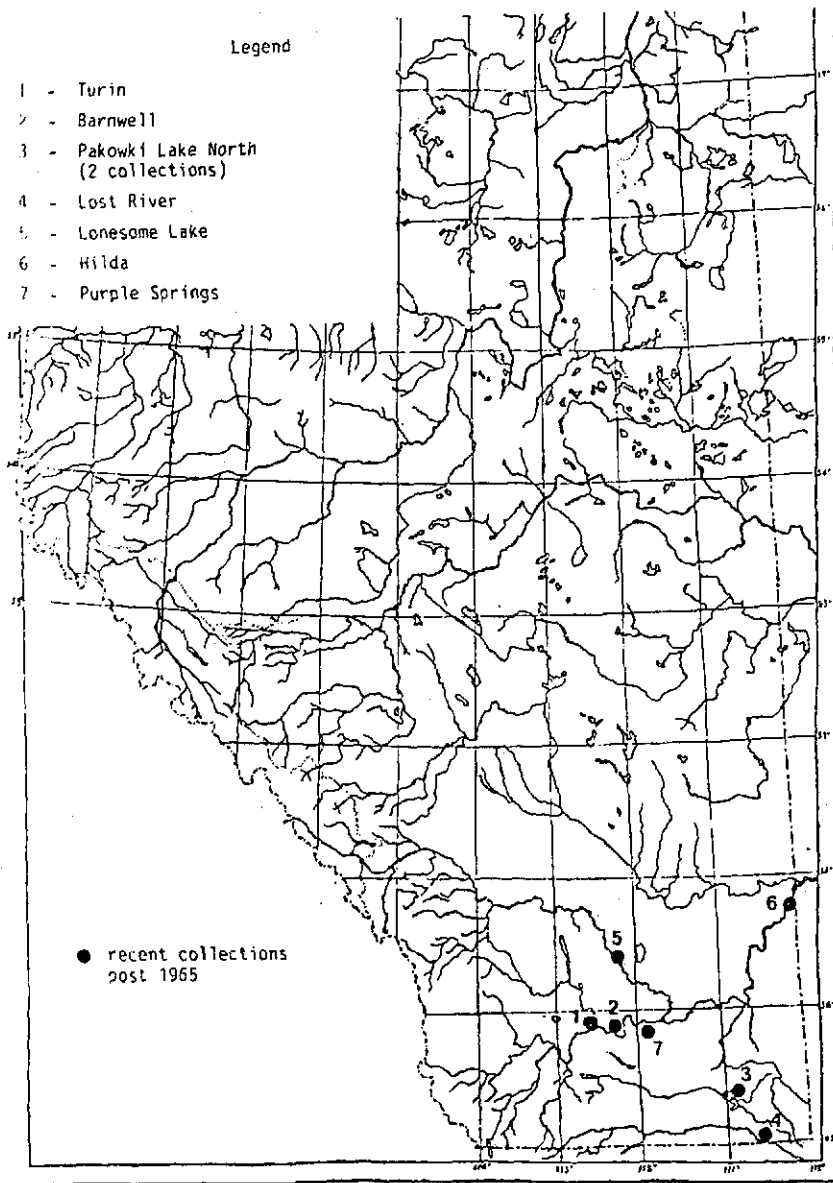 Legend
1 - Turin
2 - Barnwell
3 - Pakowki Lake North
(2 collections)
4 - Lost River
5 - Lonesome Lake
6 - Hilda
7 - Purple Springs
● recent collections
post 1965
6
5
1
2
7
3
4